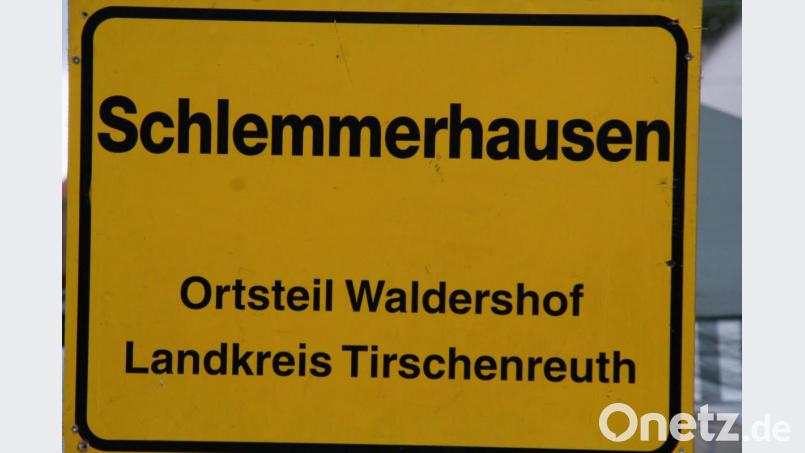 Schlemmerhausen
Ortsteil Waldershof
Landkreis Tirschenreuth
Onetz.de